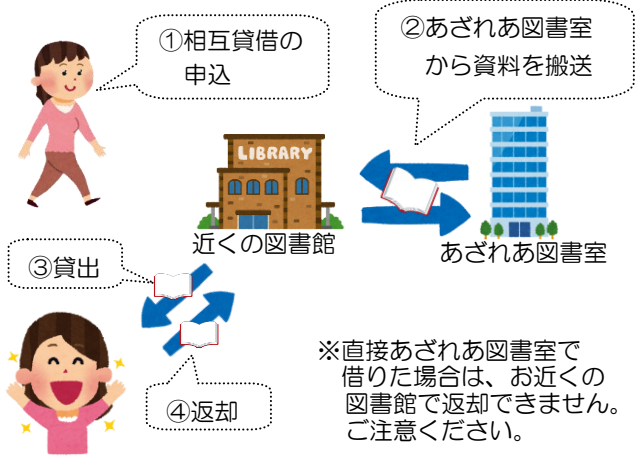 ①相互貸借の
申込
②あざれあ図書室
から資料を搬送
LIBRARY
近くの図書館
あざれあ図書室
③貸出
④返却
※直接あざれあ図書室で
借りた場合は、お近くの
図書館で返却できません。
ご注意ください。